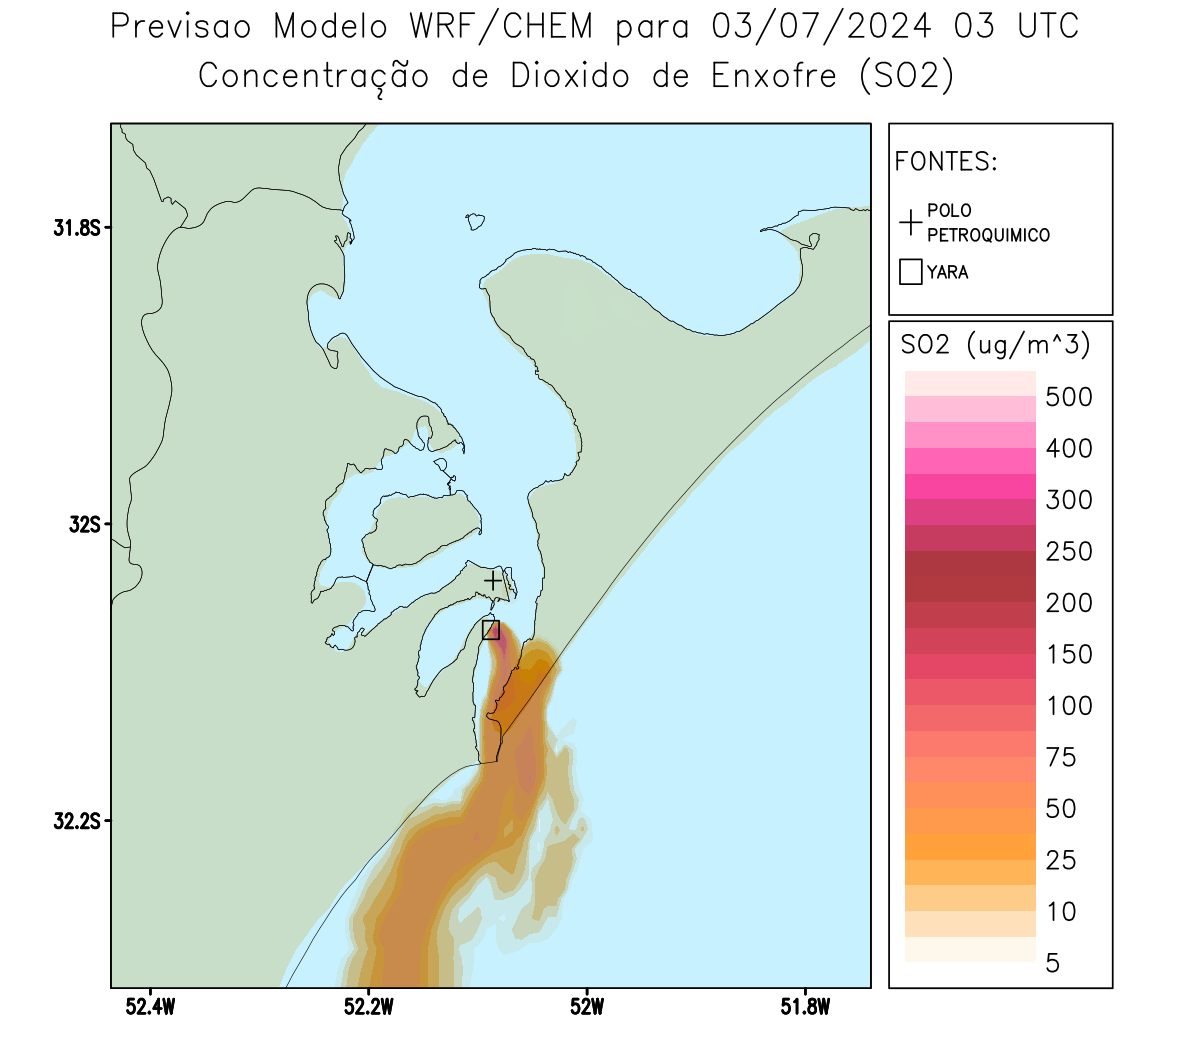 Previsao Modelo WRF/CHEM para 03/07/2024 03 UTC
Concentração de Dioxido de Enxofre (SO2)
FONTES:
POLO
PETROQUIMICO
YARA
SO2 (ug/m^3)
500
400
300
250
200
150
100
75
50
25
10
5
31.8S
32S
32.2S
52.4W
52.2W
52W
51.8W